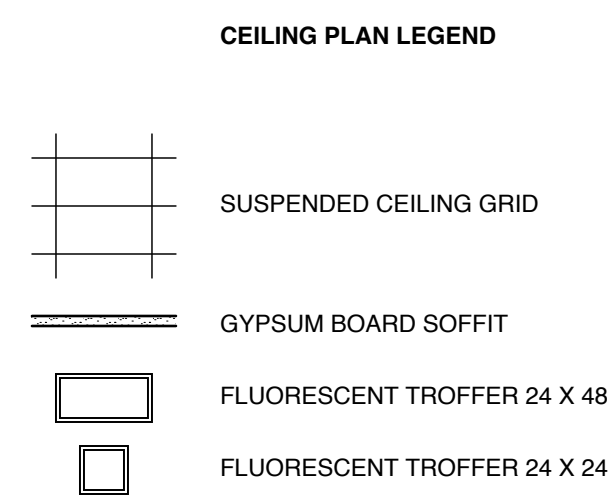 CEILING PLAN LEGEND
SUSPENDED CEILING GRID
GYPSUM BOARD SOFFIT
FLUORESCENT TROFFER 24 X 48
FLUORESCENT TROFFER 24 X 24